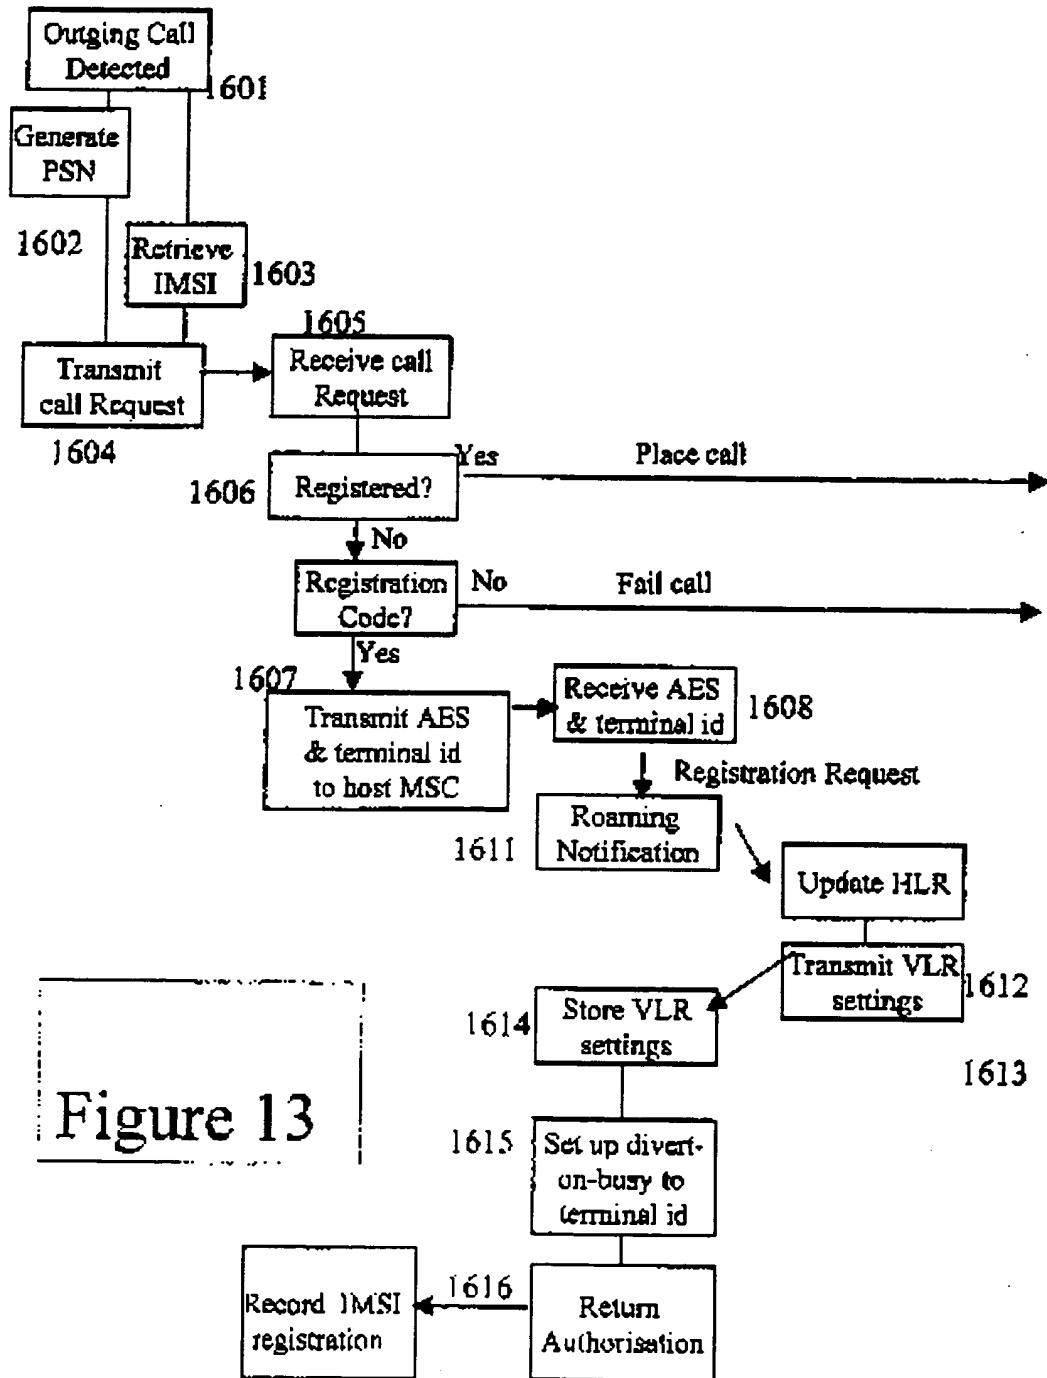 Outging Call
Detected
1601
Generate
PSN
1602
Retrieve
IMSI
1603
Transmit
call Request
1604
1605
Receive call
Request
1606
Registered?
Yes
Place call
No
Registration
Code?
No
Fail call
Yes
1607
Transmit AES
& terminal id
to host MSC
Receive AES
& terminal id
1608
Registration Request
1611
Roaming
Notification
Update HLR
Transmit VLR
settings
1612
1613
1614
Store VLR
settings
Figure 13
1615
Set up divert-
on-busy to
terminal id
1616
Record IMSI
registration
Return
Authorisation